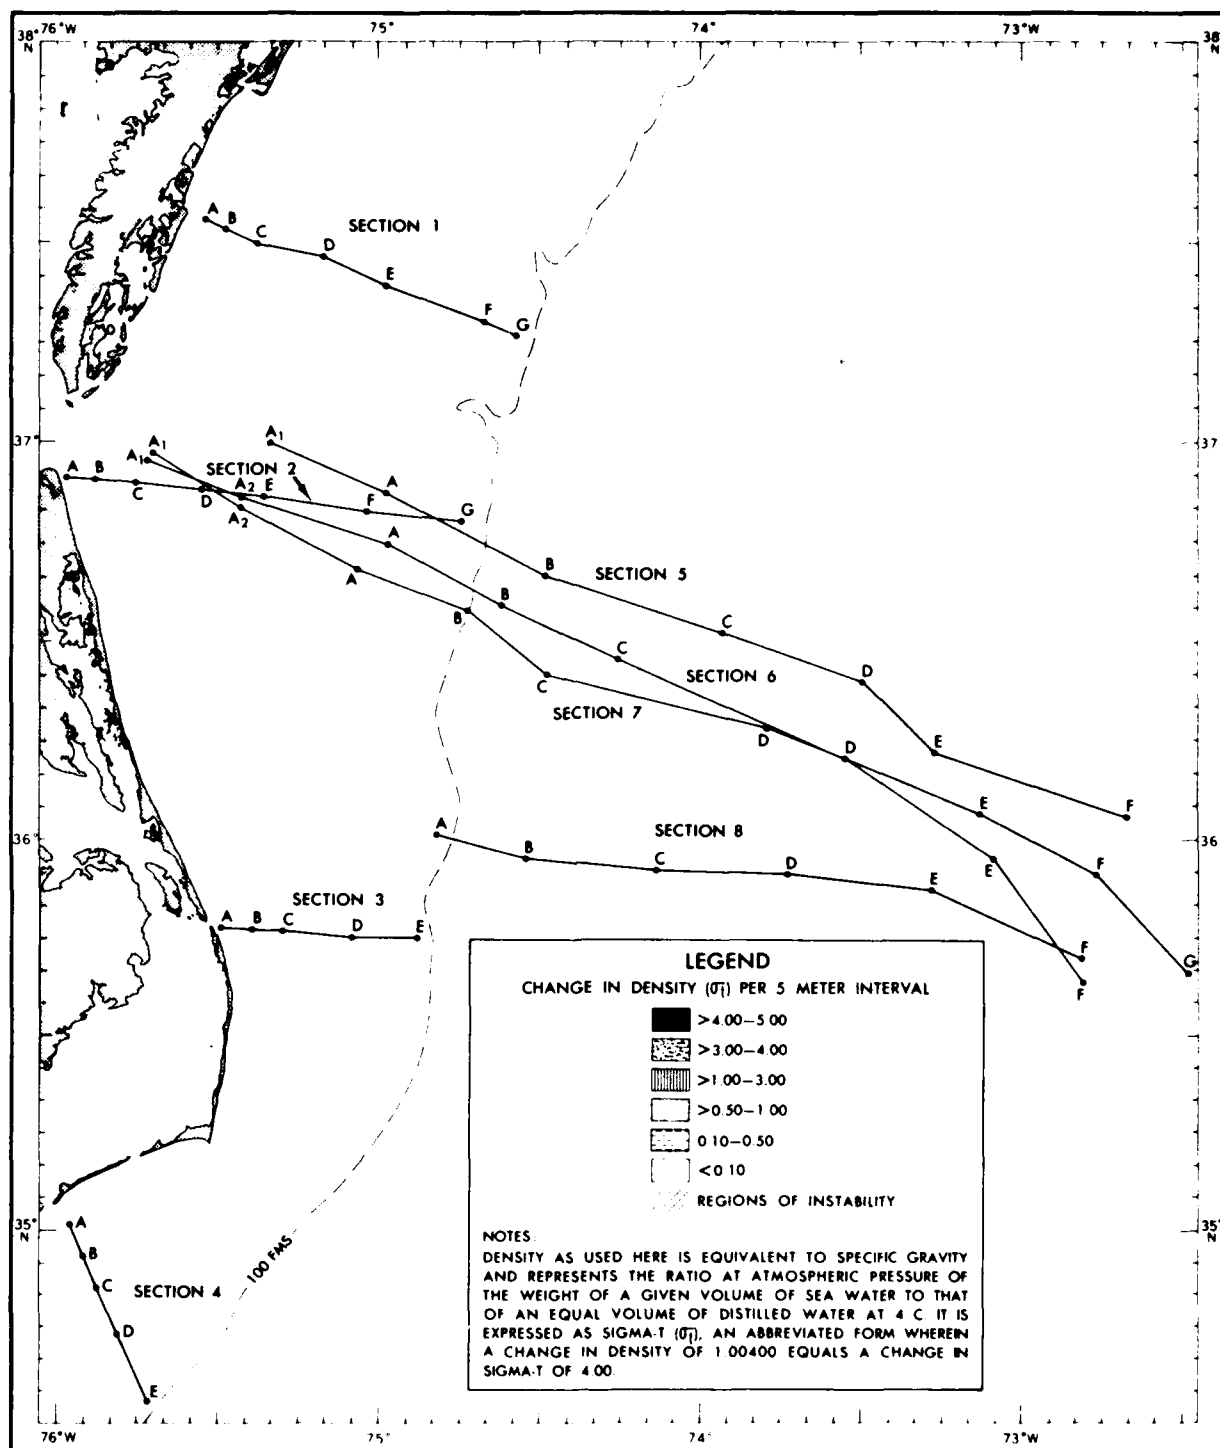 76°W 75° 74° 73°W
38° N 38° N
A B C D E F G
SECTION 1
37° 37°
A₁ A B C D E F
SECTION 5
A B C D E F G
SECTION 2
A₁ A₂ A B C D E F G
SECTION 6
A₁ A₂ A B C D E F
SECTION 7
36° 36°
A B C D E F
SECTION 8
A B C D E
SECTION 3
35° N 35° N
A B C D E
SECTION 4
100 FMS
LEGEND
CHANGE IN DENSITY (σT) PER 5 METER INTERVAL
>4.00–5.00
>3.00–4.00
>1.00–3.00
>0.50–1.00
0.10–0.50
<0.10
REGIONS OF INSTABILITY
NOTES:
DENSITY AS USED HERE IS EQUIVALENT TO SPECIFIC GRAVITY
AND REPRESENTS THE RATIO AT ATMOSPHERIC PRESSURE OF
THE WEIGHT OF A GIVEN VOLUME OF SEA WATER TO THAT
OF AN EQUAL VOLUME OF DISTILLED WATER AT 4 C. IT IS
EXPRESSED AS SIGMA-T (σT), AN ABBREVIATED FORM WHEREIN
A CHANGE IN DENSITY OF 1.00400 EQUALS A CHANGE IN
SIGMA-T OF 4.00.
76°W 75° 74° 73°W